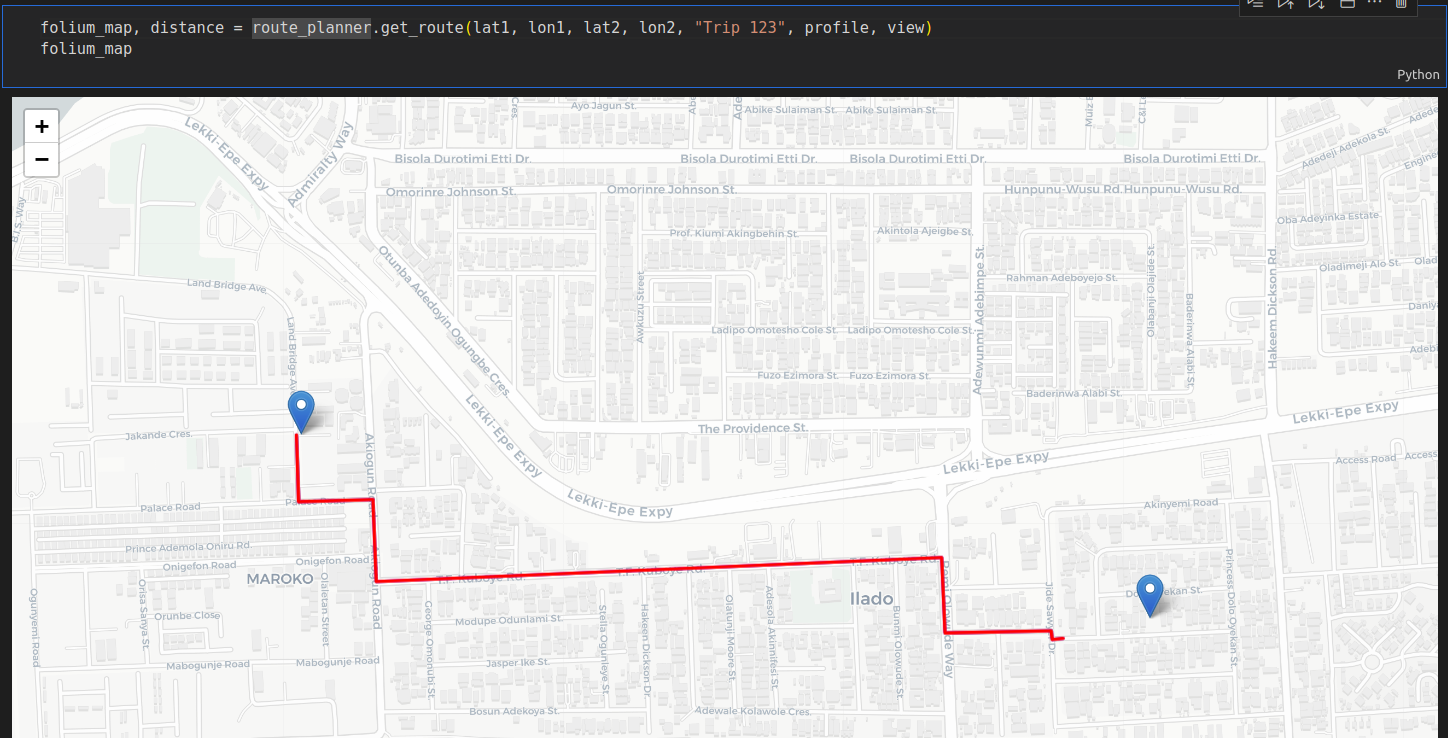 folium_map, distance = route_planner.get_route(lat1, lon1, lat2, lon2, "Trip 123", profile, view)
folium_map
Python
+
−
Ayo Jagun St.
Abike Sulaiman St.
Abike Sulaiman St.
Lekki-Epe Expy
Admiralty Way
Bisola Durotimi Etti Dr.
Bisola Durotimi Etti Dr.
Bisola Durotimi Etti Dr.
Bisola Durotimi Etti Dr.
Adedeji Adekola St.
Omorinre Johnson St.
Omorinre Johnson St.
Hunpunu-Wusu Rd.
Hunpunu-Wusu Rd.
B.I.S. Way
Oba Adeyinka Estate
Prof. Kiumi Akingbehin St.
Akintola Ajeigbe St.
Otunba Adedoyin Ogungbe Cres.
Land Bridge Ave.
Awkuzu Street
Adewunmi Adebimpe St.
Rahman Adeboyejo St.
Olabanji Olajide St.
Hakeem Dickson Rd
Oladimeji Alo St.
Baderinwa Alabi St.
Ladipo Omotesho Cole St.
Ladipo Omotesho Cole St.
Fuzo Ezimora St.
Fuzo Ezimora St.
Baderinwa Alabi St.
Lekki-Epe Expy
Jakande Cres.
The Providence St.
Lekki-Epe Expy
Lekki-Epe Expy
Access Road
Access
Lekki-Epe Expy
Palace Road
Palace Road
Akinyemi Road
Prince Ademola Oniru Rd.
Onigefon Road
Onigefon Road
MAROKO
T.F. Kuboye Rd.
T.F. Kuboye Rd.
T.F. Kuboye Rd.
Ilado
Ogunyemi Road
Orisa Sanya St.
Olaletan Street
Orunbe Close
George Omonubi St.
Modupe Odunlami St.
Stella Ogunleye St.
Hakeem Dickson Dr.
Olatunji Moore St.
Adesola Akinnifesi St.
Bunmi Olowude St.
Princess Dolo Oyekan St.
Mabogunje Road
Mabogunje Road
Jasper Ike St.
Bosun Adekoya St.
Adewale Kolawole Cres.